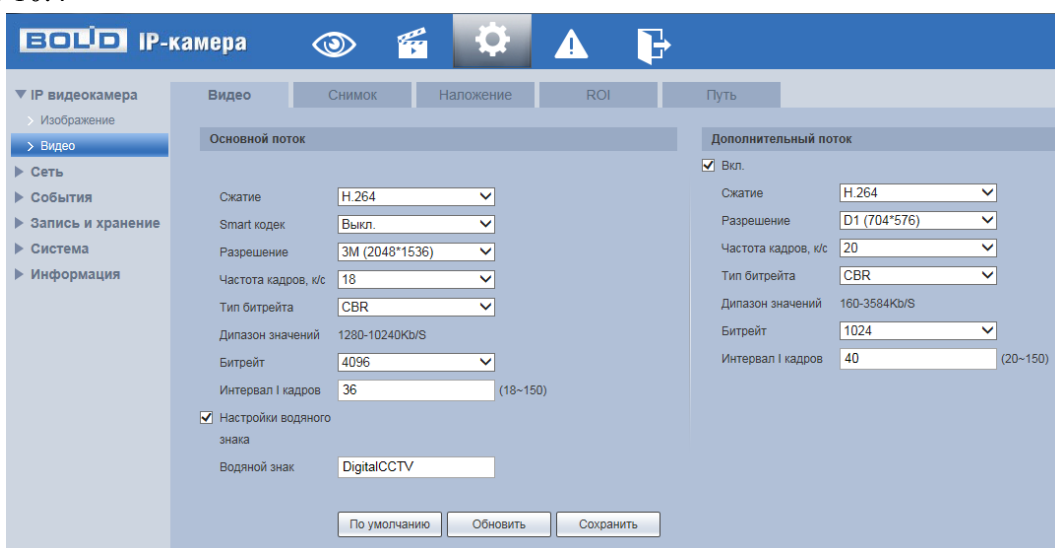 BOLID IP-камера
IP видеокамера
Изображение
Видео
Сеть
События
Запись и хранение
Система
Информация
Видео Снимок Наложение ROI Путь
Основной поток
Сжатие H.264
Smart кодек Выкл.
Разрешение 3M (2048*1536)
Частота кадров, к/с 18
Тип битрейта CBR
Дипазон значений 1280-10240Kb/S
Битрейт 4096
Интервал I кадров 36 (18~150)
Настройки водяного
знака
Водяной знак DigitalCCTV
По умолчанию Обновить Сохранить
Дополнительный поток
Вкл.
Сжатие H.264
Разрешение D1 (704*576)
Частота кадров, к/с 20
Тип битрейта CBR
Дипазон значений 160-3584Kb/S
Битрейт 1024
Интервал I кадров 40 (20~150)